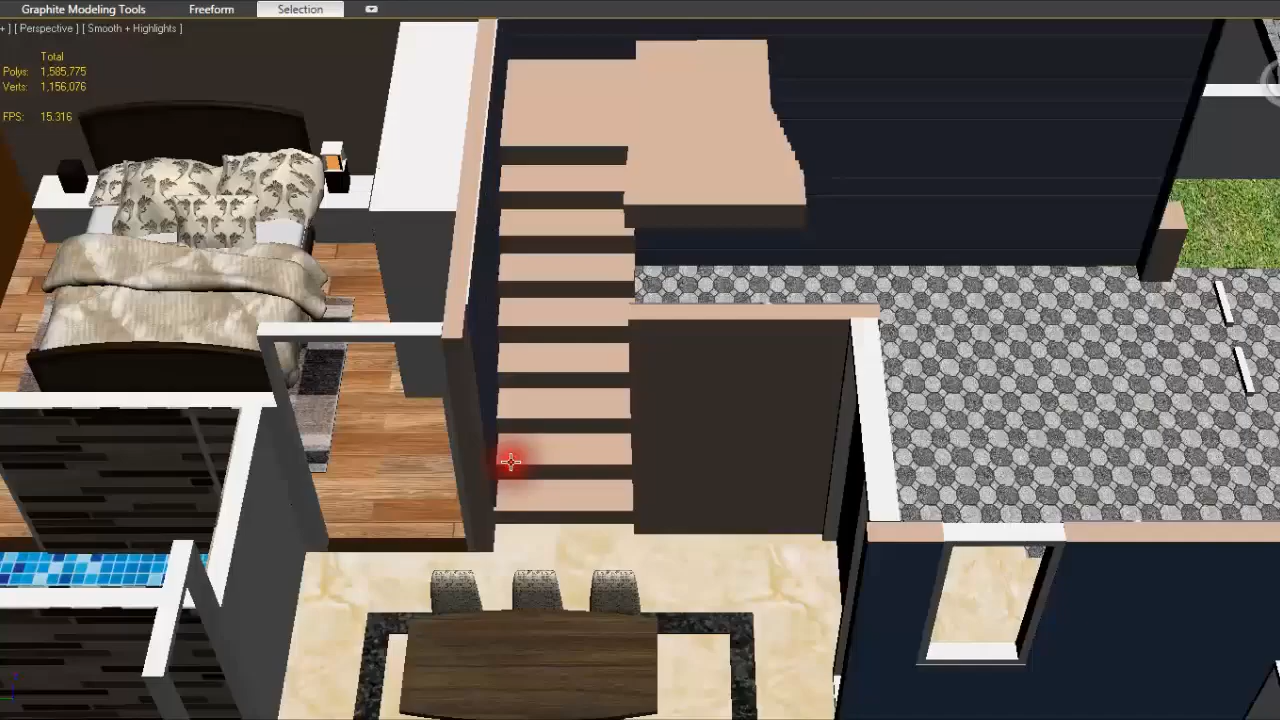 Graphite Modeling Tools Freeform Selection
+ ] [ Perspective ] [ Smooth + Highlights ]
Total
Polys: 1,585,775
Verts: 1,156,076
FPS: 15.316